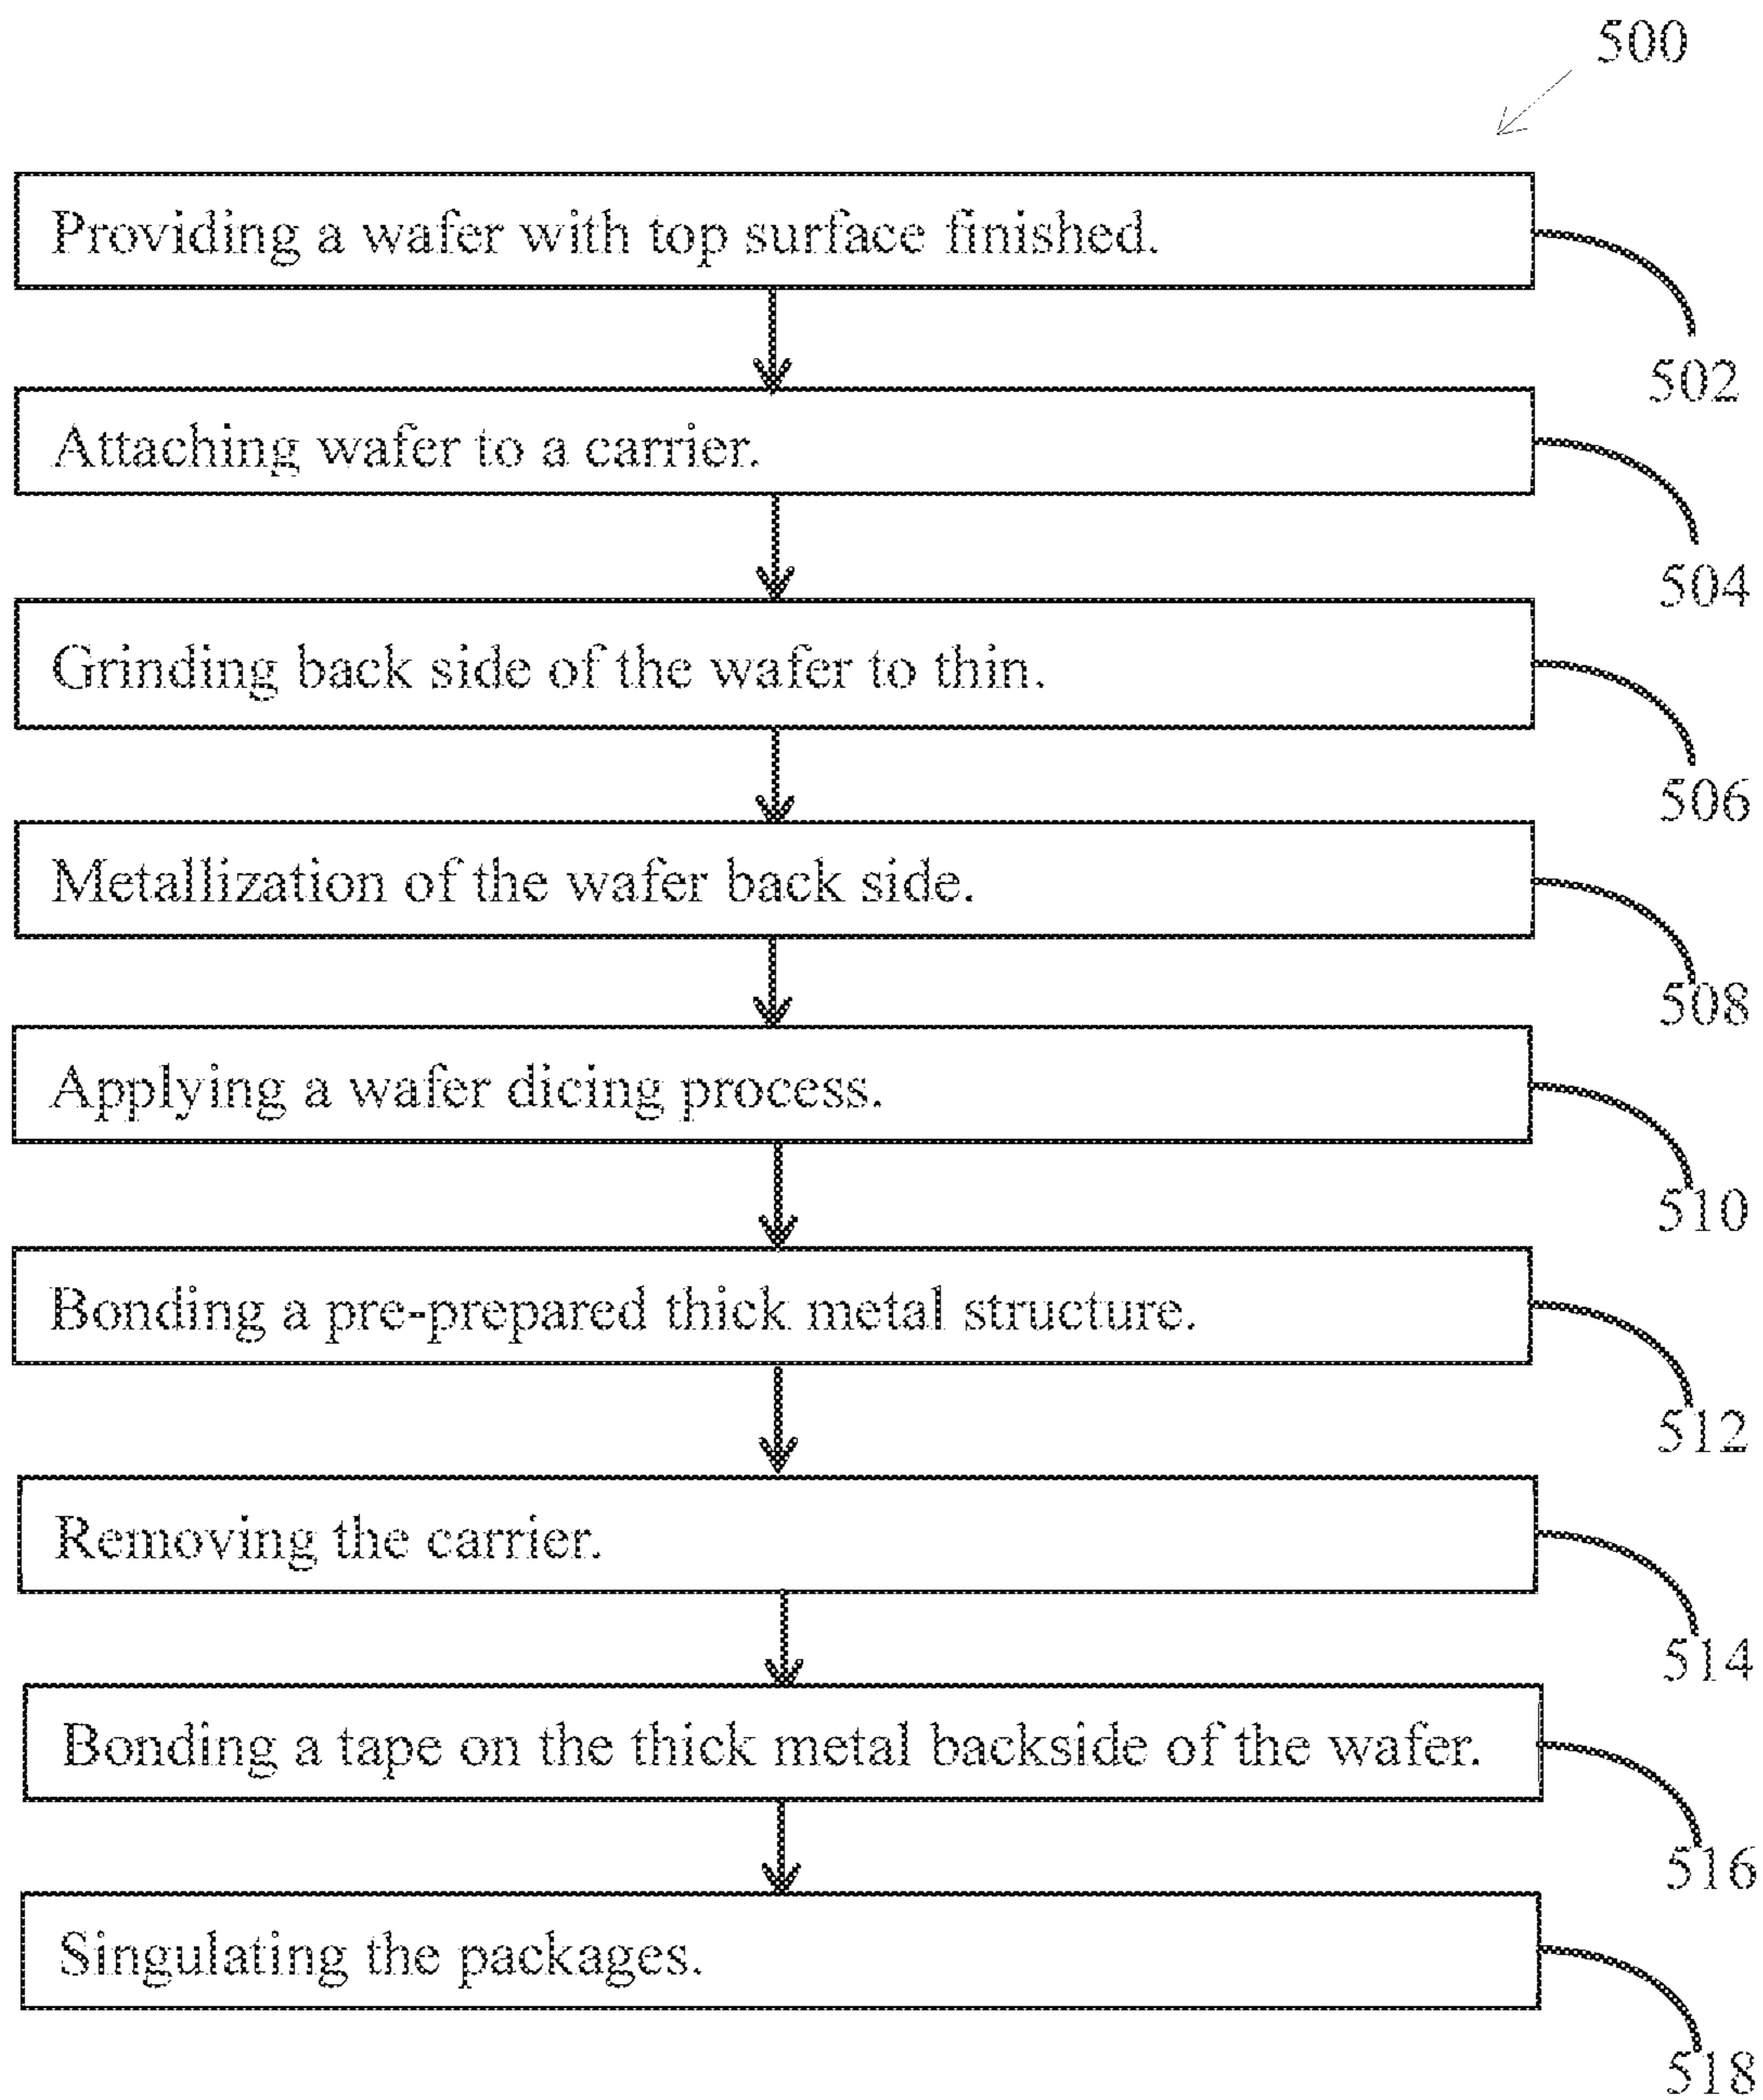 500
Providing a wafer with top surface finished.
502
Attaching wafer to a carrier.
504
Grinding back side of the wafer to thin.
506
Metallization of the wafer back side.
508
Applying a wafer dicing process.
510
Bonding a pre-prepared thick metal structure.
512
Removing the carrier.
514
Bonding a tape on the thick metal backside of the wafer.
516
Singulating the packages.
518